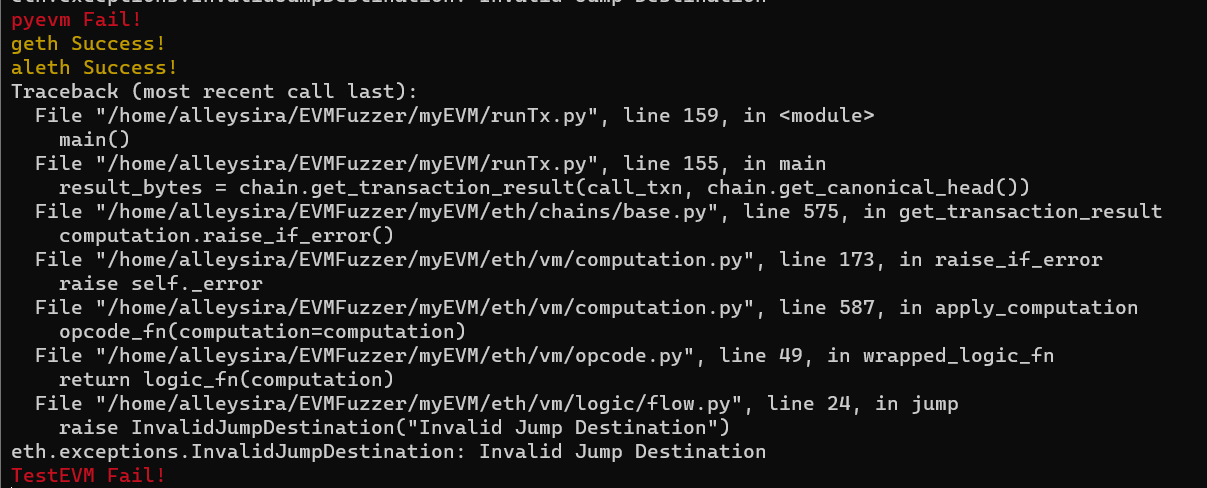 eth.exceptions.InvalidJumpDestination: Invalid Jump Destination
pyevm Fail!
geth Success!
aleth Success!
Traceback (most recent call last):
  File "/home/alleysira/EVMFuzzer/myEVM/runTx.py", line 159, in <module>
    main()
  File "/home/alleysira/EVMFuzzer/myEVM/runTx.py", line 155, in main
    result_bytes = chain.get_transaction_result(call_txn, chain.get_canonical_head())
  File "/home/alleysira/EVMFuzzer/myEVM/eth/chains/base.py", line 575, in get_transaction_result
    computation.raise_if_error()
  File "/home/alleysira/EVMFuzzer/myEVM/eth/vm/computation.py", line 173, in raise_if_error
    raise self._error
  File "/home/alleysira/EVMFuzzer/myEVM/eth/vm/computation.py", line 587, in apply_computation
    opcode_fn(computation=computation)
  File "/home/alleysira/EVMFuzzer/myEVM/eth/vm/opcode.py", line 49, in wrapped_logic_fn
    return logic_fn(computation)
  File "/home/alleysira/EVMFuzzer/myEVM/eth/vm/logic/flow.py", line 24, in jump
    raise InvalidJumpDestination("Invalid Jump Destination")
eth.exceptions.InvalidJumpDestination: Invalid Jump Destination
TestEVM Fail!